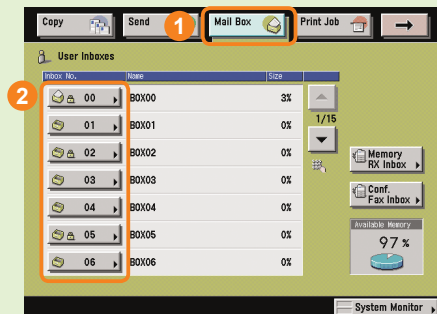 Copy Send 1 Mail Box Print Job
User Inboxes
Inbox No. Name Size
2 00 BOX00 3%
01 BOX01 0%
1/15
02 BOX02 0%
Memory
RX Inbox
03 BOX03 0%
Conf.
Fax Inbox
04 BOX04 0%
Available Memory
05 BOX05 0%
97 %
06 BOX06 0%
System Monitor